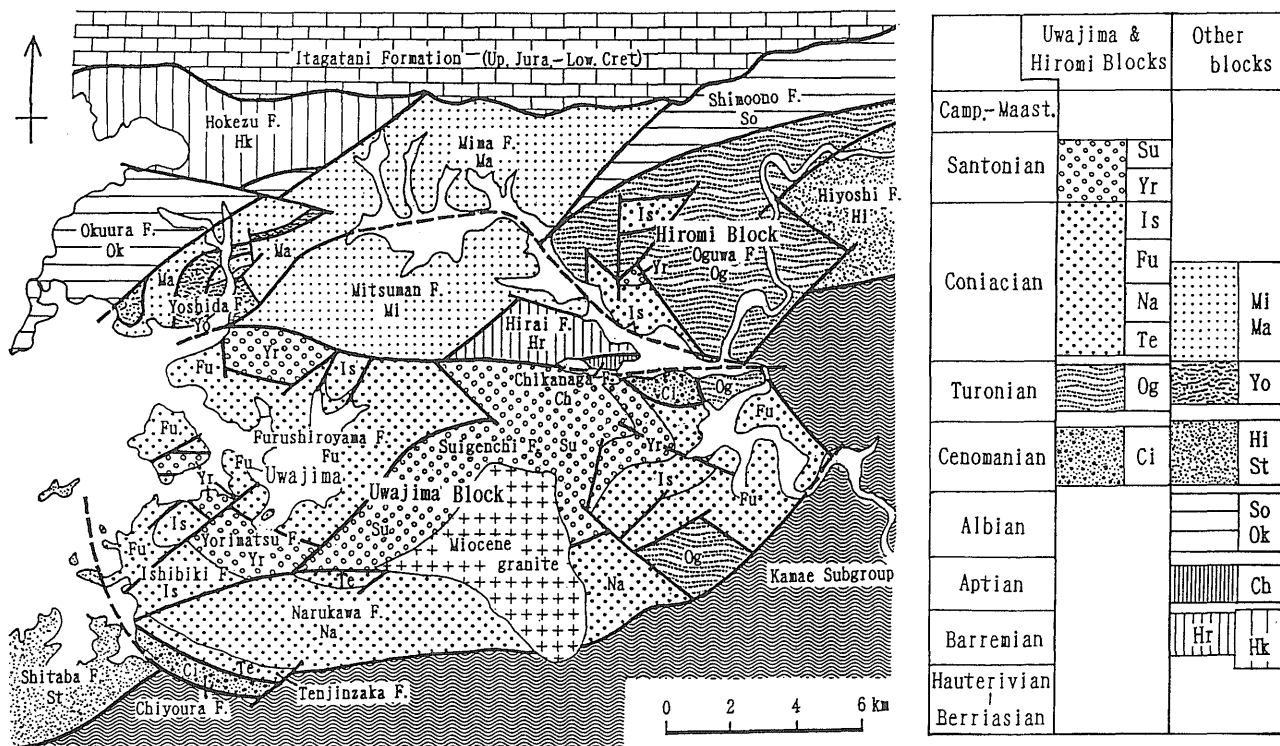 Itagatani Formation (Up. Jura.-Low. Cret)
Hokezu F.
Hk
Shimoono F.
So
Mima F.
Ma
Hiyoshi F.
Hi
Is
Hiromi Block
Oguwa F.
Og
Okuura F.
Ok
Ma
Ma
Yoshida F.
Yo
Mitsuman F.
Mi
Yr
Is
Hirai F.
Hr
Yr
Fu
Is
Chikanaga F.
Ch
Ci
Og
Fu
Fu
Furushiroyama F.
Fu
Suigenchi F.
Su
Yr
Fu
Uwajima
Yr
Uwajima Block
Is
Fu
Is
Fu
Yorimatsu F.
Yr
Su
Miocene
granite
Og
Ishibiki F.
Is
Te
Na
Kamae Subgroup
Narukawa F.
Na
Shitaba F.
St
Ci
Te
Chiyoura F.
Tenjinzaka F.
0 2 4 6 km
Uwajima &
Hiromi Blocks
Other
blocks
Camp.-Maast.
Santonian
Su
Yr
Coniacian
Is
Fu
Na
Te
Mi
Ma
Turonian
Og
Yo
Cenomanian
Ci
Hi
St
Albian
So
Ok
Aptian
Ch
Barremian
Hr
Hk
Hauterivian
|
Berriasian